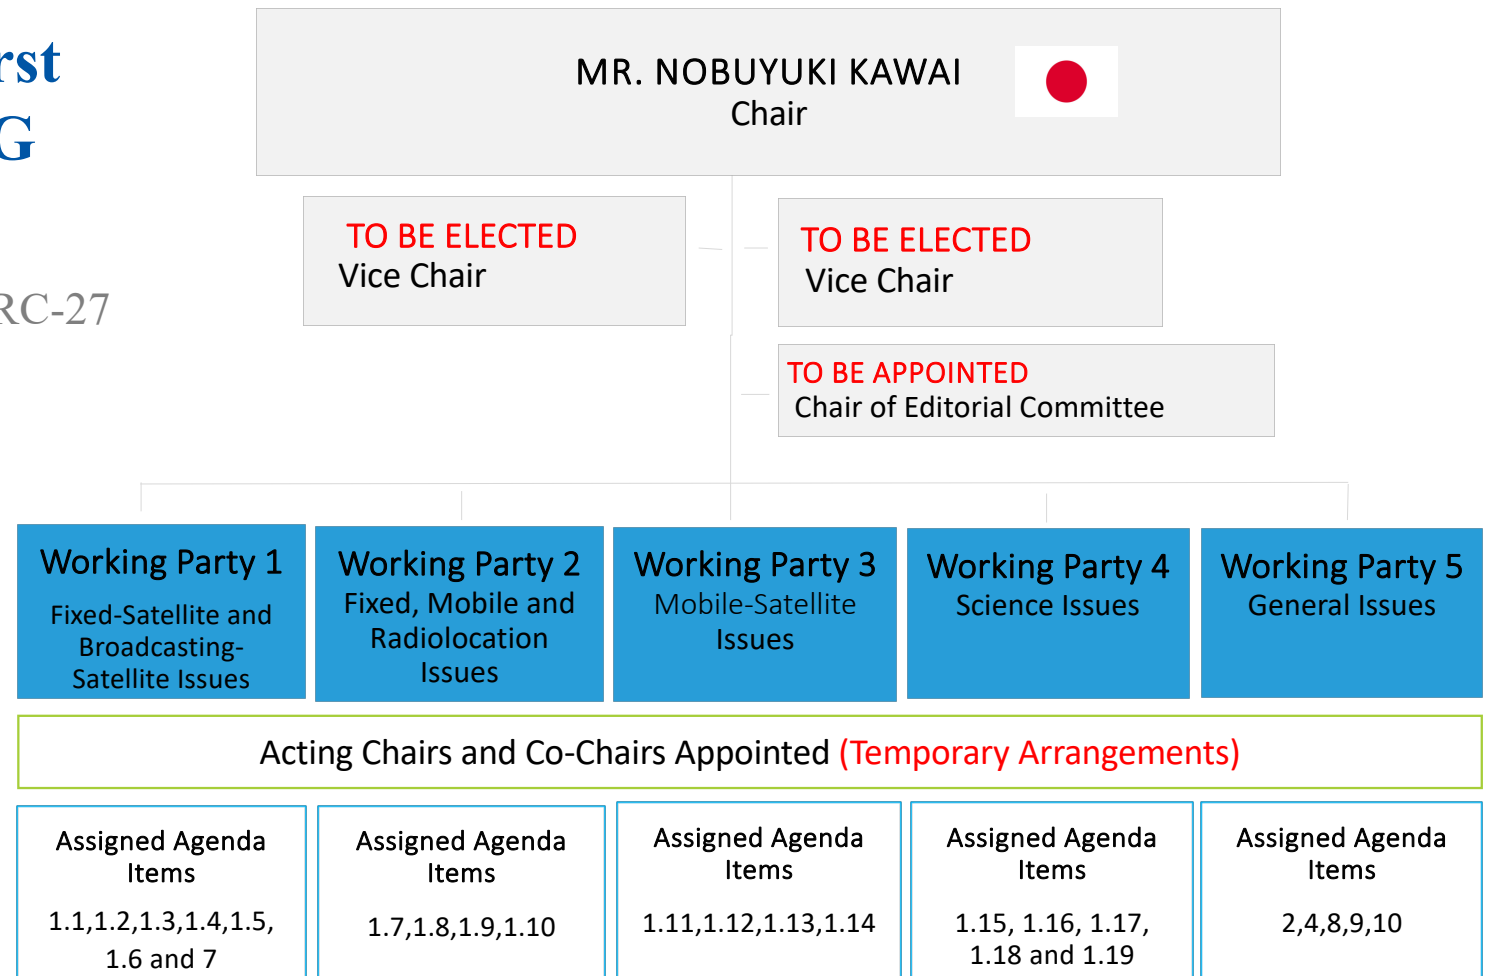 MR. NOBUYUKI KAWAI
Chair
TO BE ELECTED
Vice Chair
TO BE ELECTED
Vice Chair
RC-27
TO BE APPOINTED
Chair of Editorial Committee
Working Party 1
Fixed-Satellite and
Broadcasting-
Satellite Issues
Working Party 2
Fixed, Mobile and
Radiolocation
Issues
Working Party 3
Mobile-Satellite
Issues
Working Party 4
Science Issues
Working Party 5
General Issues
Acting Chairs and Co-Chairs Appointed (Temporary Arrangements)
Assigned Agenda
Items
1.1,1.2,1.3,1.4,1.5,
1.6 and 7
Assigned Agenda
Items
1.7,1.8,1.9,1.10
Assigned Agenda
Items
1.11,1.12,1.13,1.14
Assigned Agenda
Items
1.15, 1.16, 1.17,
1.18 and 1.19
Assigned Agenda
Items
2,4,8,9,10